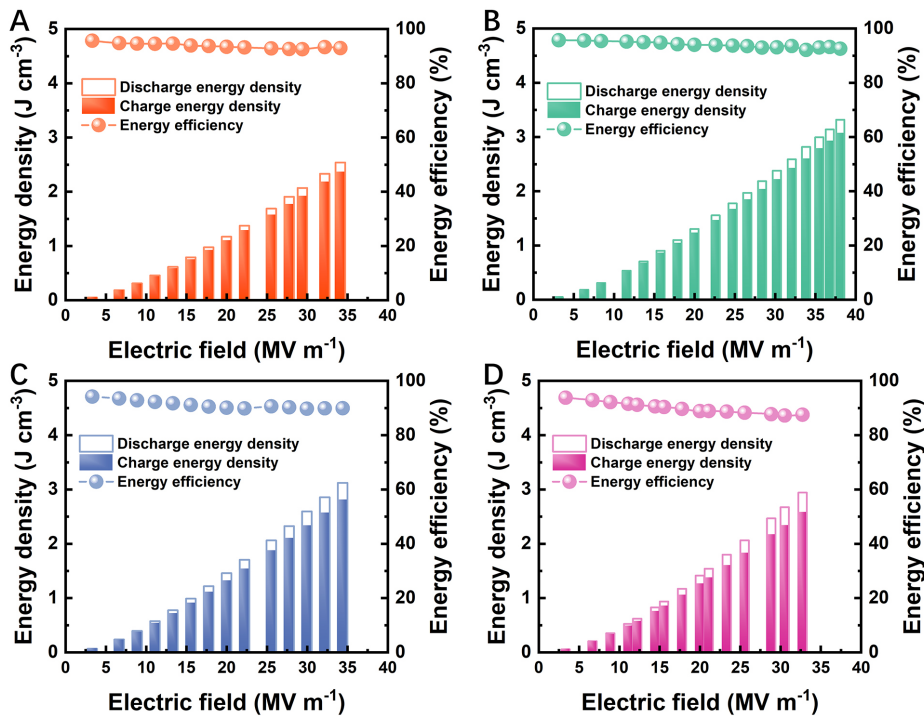 A
Energy density (J cm⁻³)
5
4
3
2
1
0
Discharge energy density
Charge energy density
Energy efficiency
100
80
60
40
20
0
Energy efficiency (%)
0 5 10 15 20 25 30 35 40
Electric field (MV m⁻¹)
B
Energy density (J cm⁻³)
5
4
3
2
1
0
Discharge energy density
Charge energy density
Energy efficiency
100
80
60
40
20
0
Energy efficiency (%)
0 5 10 15 20 25 30 35 40
Electric field (MV m⁻¹)
C
Energy density (J cm⁻³)
5
4
3
2
1
0
Discharge energy density
Charge energy density
Energy efficiency
100
80
60
40
20
0
Energy efficiency (%)
0 5 10 15 20 25 30 35 40
Electric field (MV m⁻¹)
D
Energy density (J cm⁻³)
5
4
3
2
1
0
Discharge energy density
Charge energy density
Energy efficiency
100
80
60
40
20
0
Energy efficiency (%)
0 5 10 15 20 25 30 35 40
Electric field (MV m⁻¹)